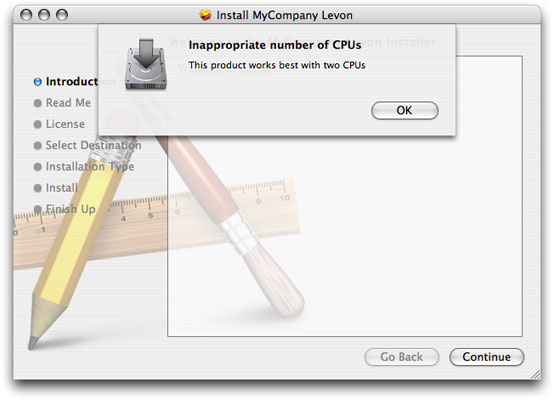 Install MyCompany Levon
Inappropriate number of CPUs
This product works best with two CPUs
OK
Introduction
Read Me
License
Select Destination
Installation Type
Install
Finish Up
Go Back
Continue